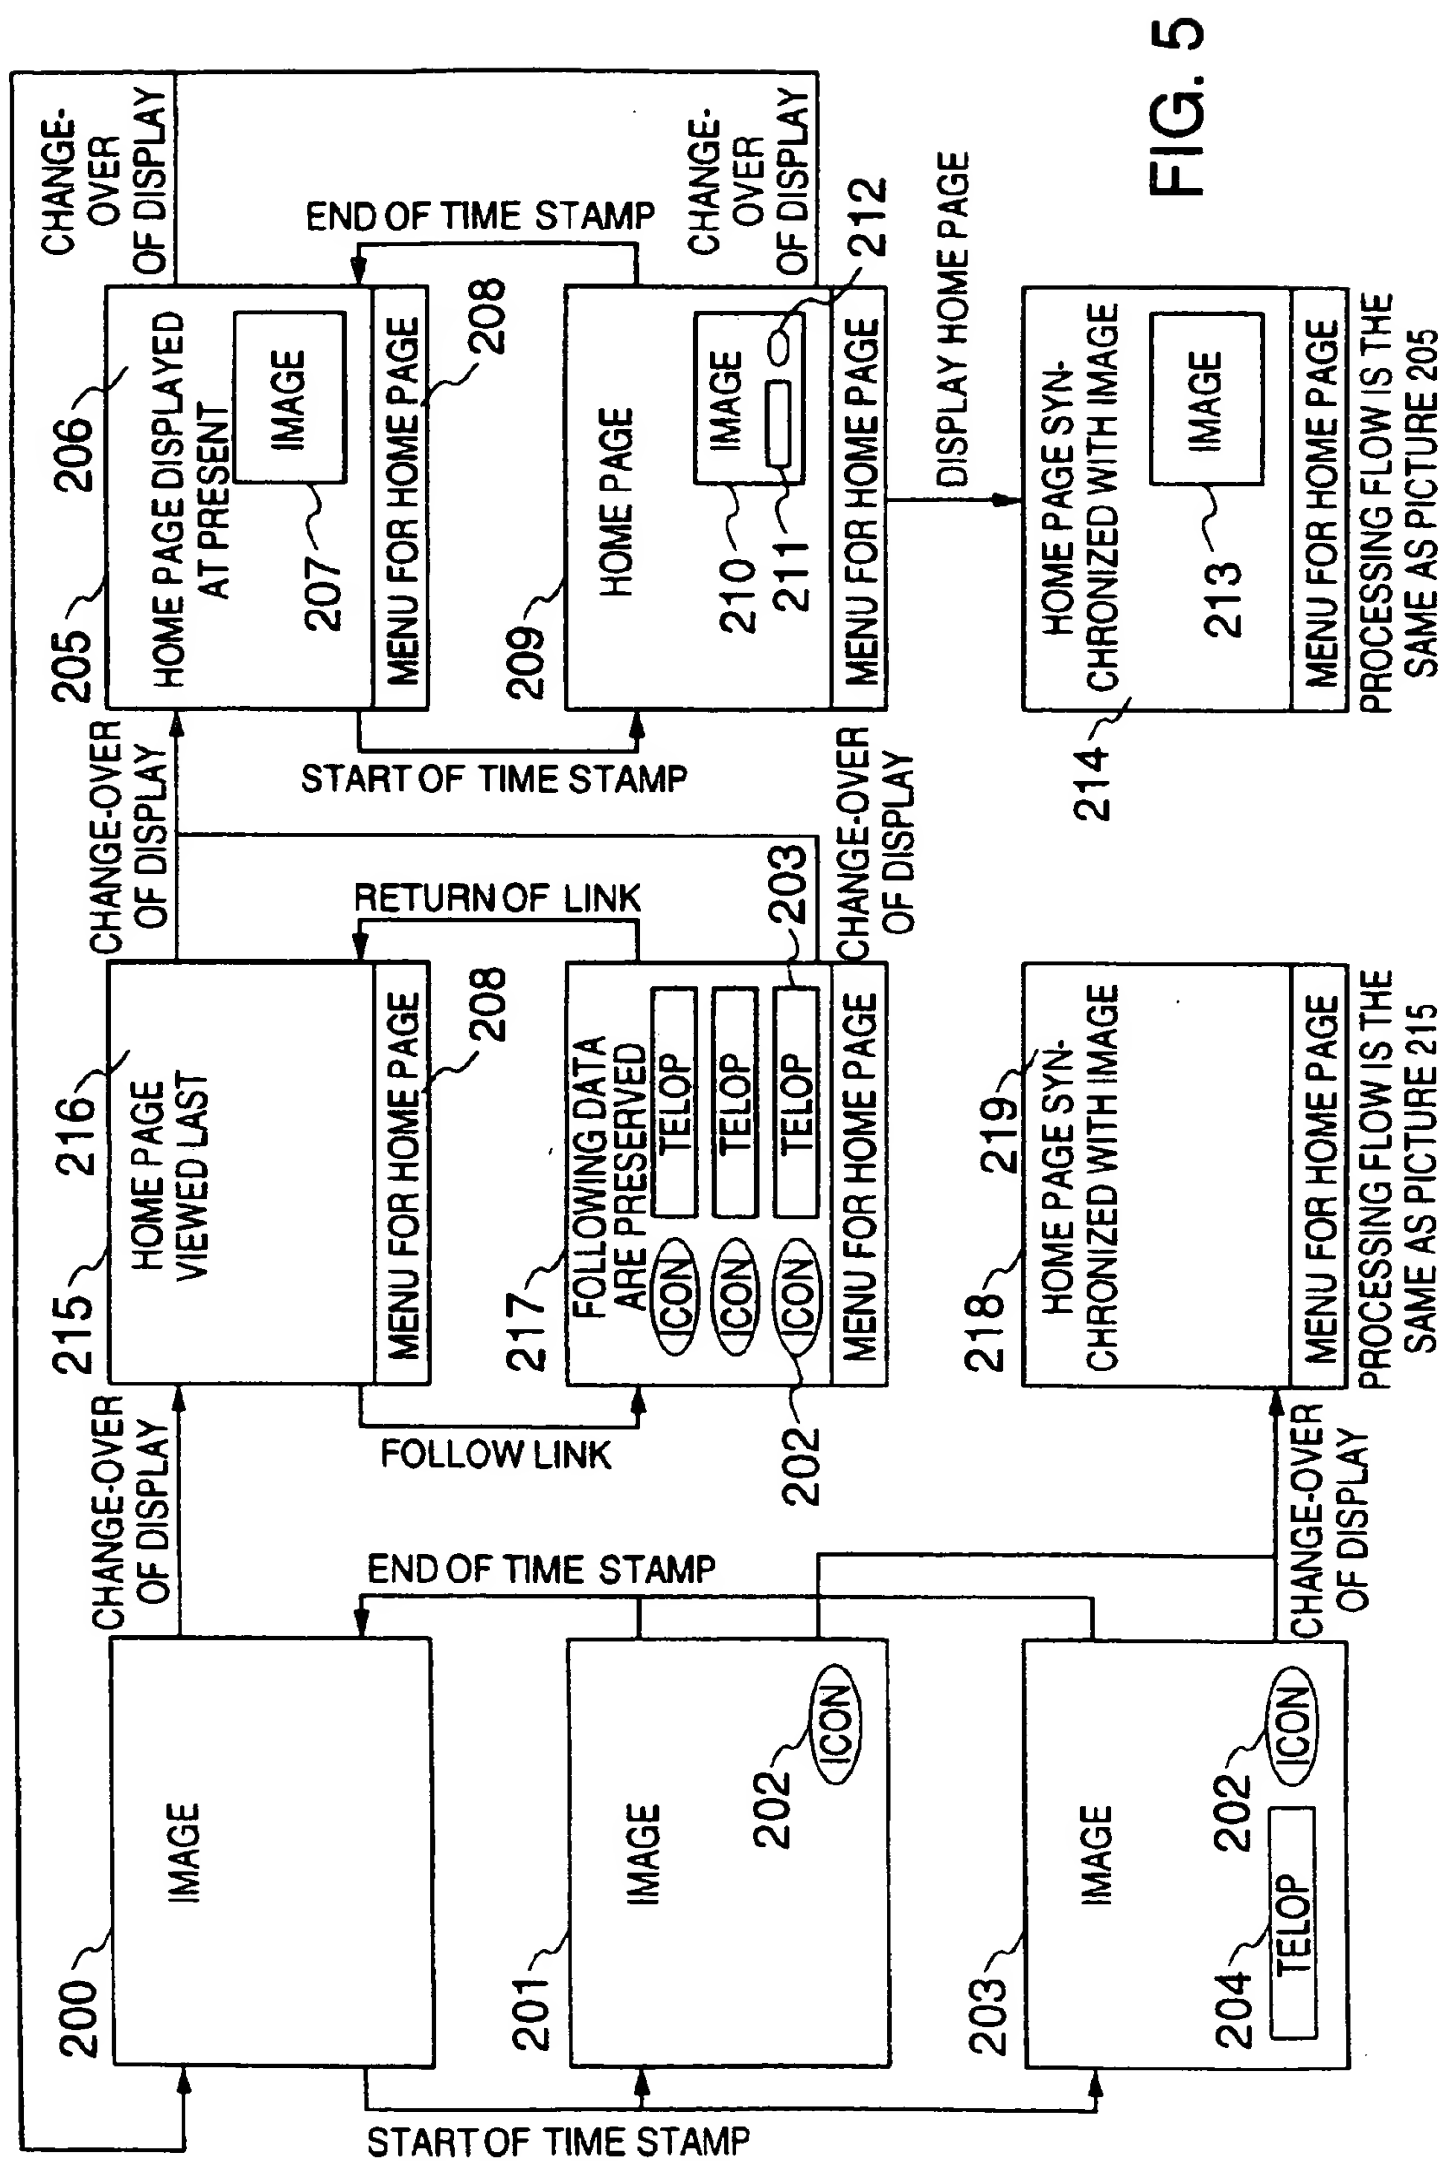 200
IMAGE
CHANGE-OVER
OF DISPLAY
215
216
HOME PAGE
VIEWED LAST
MENU FOR HOME PAGE
208
CHANGE-OVER
OF DISPLAY
205
206
HOME PAGE DISPLAYED
AT PRESENT
207
IMAGE
MENU FOR HOME PAGE
208
CHANGE-
OVER
OF DISPLAY
START OF TIME STAMP
END OF TIME STAMP
FOLLOW LINK
RETURN OF LINK
START OF TIME STAMP
END OF TIME STAMP
201
IMAGE
202
ICON
217
FOLLOWING DATA
ARE PRESERVED
ICON
TELOP
ICON
TELOP
ICON
TELOP
202
203
MENU FOR HOME PAGE
CHANGE-OVER
OF DISPLAY
209
HOME PAGE
210
IMAGE
211
212
MENU FOR HOME PAGE
CHANGE-
OVER
OF DISPLAY
DISPLAY HOME PAGE
203
IMAGE
204
TELOP
202
ICON
CHANGE-OVER
OF DISPLAY
218
219
HOME PAGE SYN-
CHRONIZED WITH IMAGE
MENU FOR HOME PAGE
PROCESSING FLOW IS THE
SAME AS PICTURE 215
214
HOME PAGE SYN-
CHRONIZED WITH IMAGE
213
IMAGE
MENU FOR HOME PAGE
PROCESSING FLOW IS THE
SAME AS PICTURE 205
FIG. 5